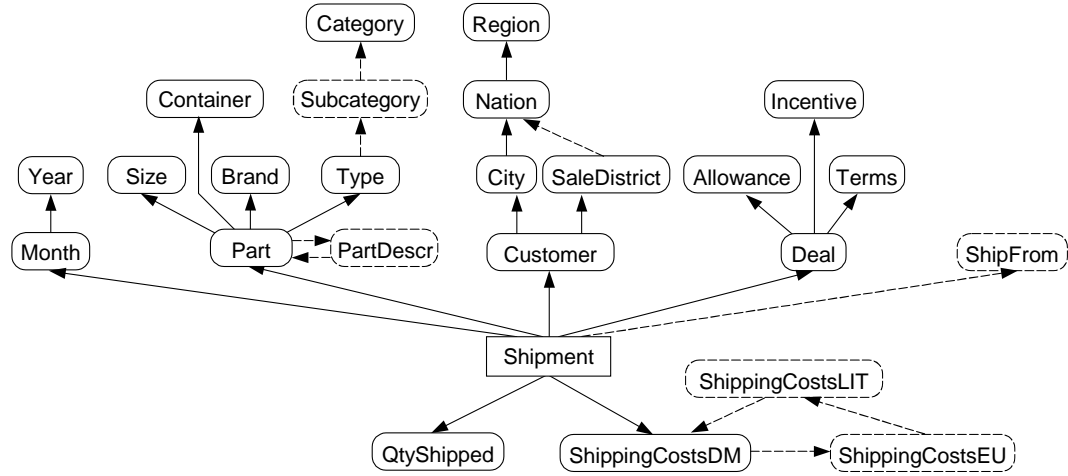 Category
Region
Container
Subcategory
Nation
Incentive
Year
Size
Brand
Type
City
SaleDistrict
Allowance
Terms
Month
Part
PartDescr
Customer
Deal
ShipFrom
Shipment
ShippingCostsLIT
QtyShipped
ShippingCostsDM
ShippingCostsEU